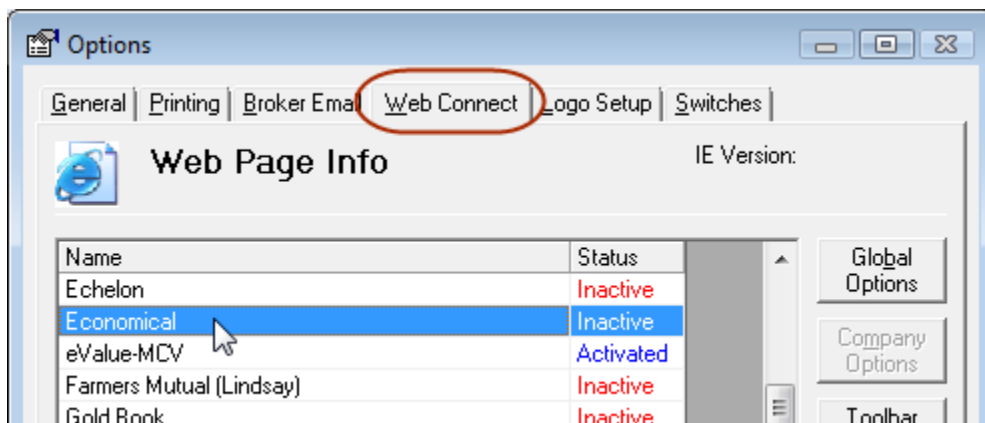 Options
General Printing Broker Email Web Connect Logo Setup Switches
Web Page Info
IE Version:
Name Status
Echelon Inactive
Economical Inactive
eValue-MCV Activated
Farmers Mutual (Lindsay) Inactive
Gold Book Inactive
Global
Options
Company
Options
Toolbar